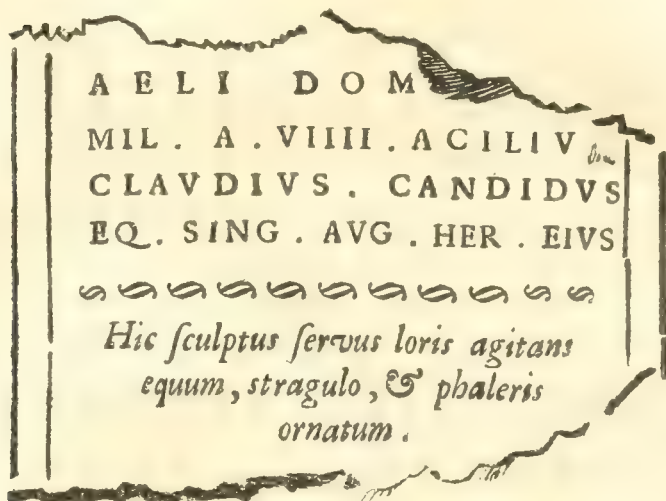 AELI DOM
MIL . A . VIIII . ACILIV
CLAVDIVS . CANDIDVS
EQ . SING . AVG . HER . EIVS
Hic ſculptus ſervus loris agitans
equum, stragulo, & phaleris
ornatum .